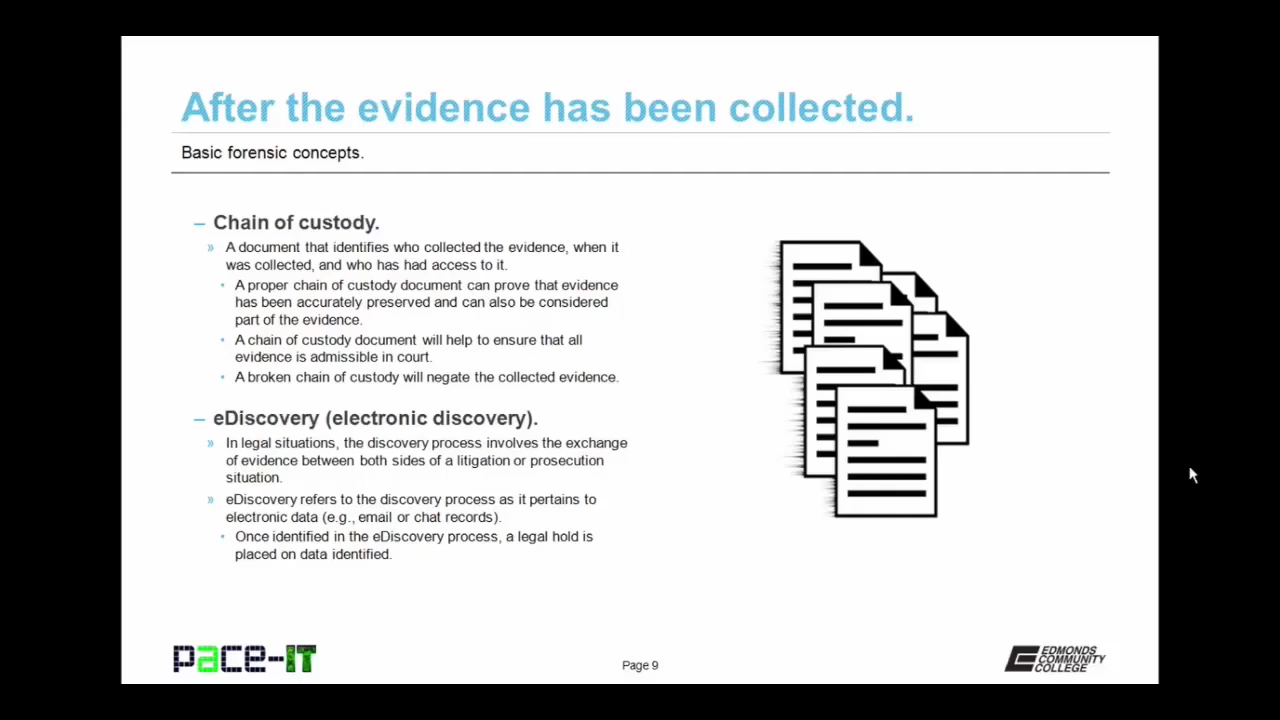 After the evidence has been collected.
Basic forensic concepts.
– Chain of custody.
» A document that identifies who collected the evidence, when it
was collected, and who has had access to it.
• A proper chain of custody document can prove that evidence
has been accurately preserved and can also be considered
part of the evidence.
• A chain of custody document will help to ensure that all
evidence is admissible in court.
• A broken chain of custody will negate the collected evidence.
– eDiscovery (electronic discovery).
» In legal situations, the discovery process involves the exchange
of evidence between both sides of a litigation or prosecution
situation.
» eDiscovery refers to the discovery process as it pertains to
electronic data (e.g., email or chat records).
• Once identified in the eDiscovery process, a legal hold is
placed on data identified.
pace-IT
Page 9
EDMONDS
COMMUNITY
COLLEGE